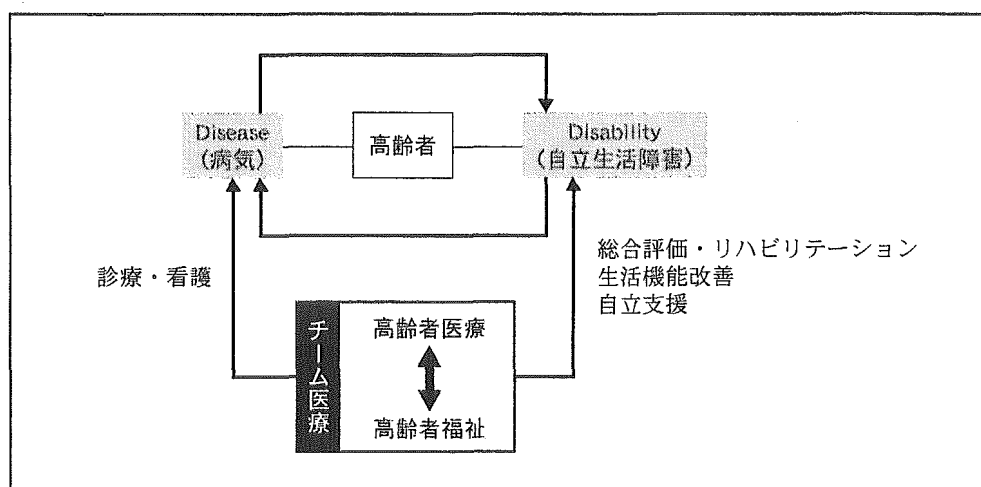 Disease
(病気)
高齢者
Disability
(自立生活障害)
診療・看護
総合評価・リハビリテーション
生活機能改善
自立支援
チーム医療
高齢者医療
高齢者福祉